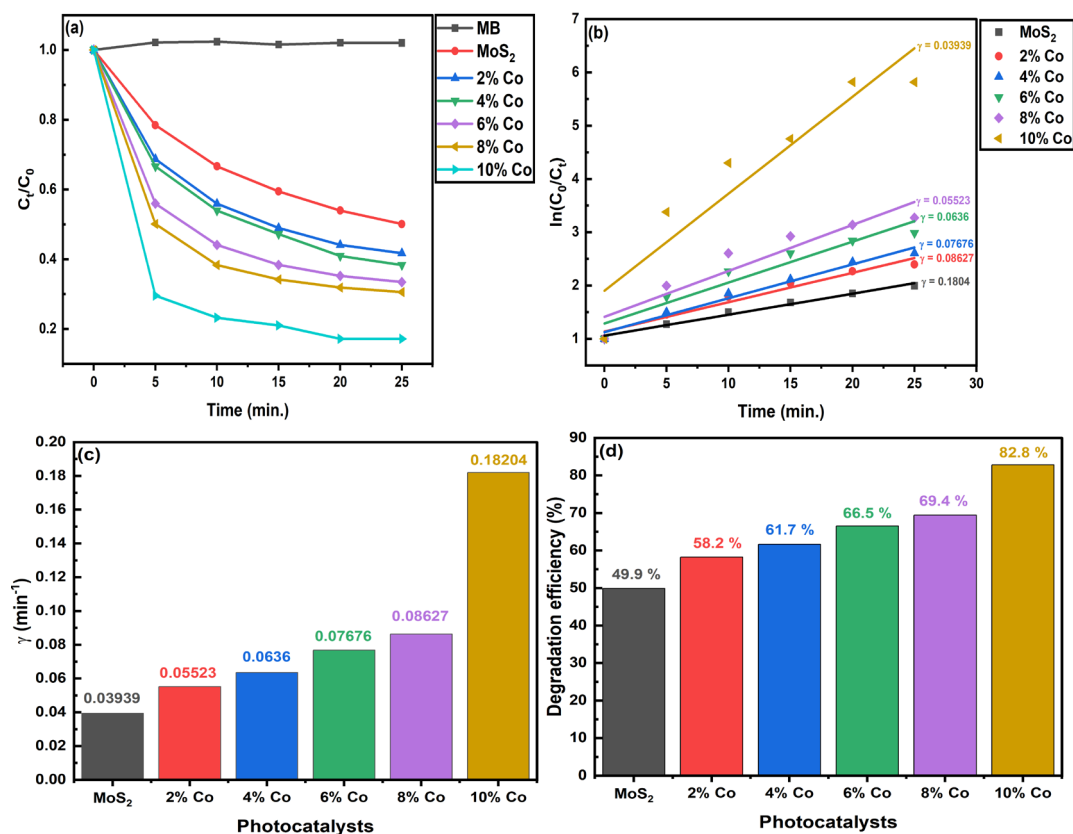 (a)
MB
MoS₂
2% Co
4% Co
6% Co
8% Co
10% Co
Cₜ/C₀
1.0
0.8
0.6
0.4
0.2
0 5 10 15 20 25
Time (min.)
(b)
MoS₂
2% Co
4% Co
6% Co
8% Co
10% Co
ln(C₀/Cₜ)
7
6
5
4
3
2
1
γ = 0.03939
γ = 0.05523
γ = 0.0636
γ = 0.07676
γ = 0.08627
γ = 0.1804
0 5 10 15 20 25 30
Time (min.)
(c)
γ (min⁻¹)
0.20
0.18
0.16
0.14
0.12
0.10
0.08
0.06
0.04
0.02
0.00
0.03939
0.05523
0.0636
0.07676
0.08627
0.18204
MoS₂ 2% Co 4% Co 6% Co 8% Co 10% Co
Photocatalysts
(d)
Degradation efficiency (%)
90
80
70
60
50
40
30
20
10
0
49.9 %
58.2 %
61.7 %
66.5 %
69.4 %
82.8 %
MoS₂ 2% Co 4% Co 6% Co 8% Co 10% Co
Photocatalysts